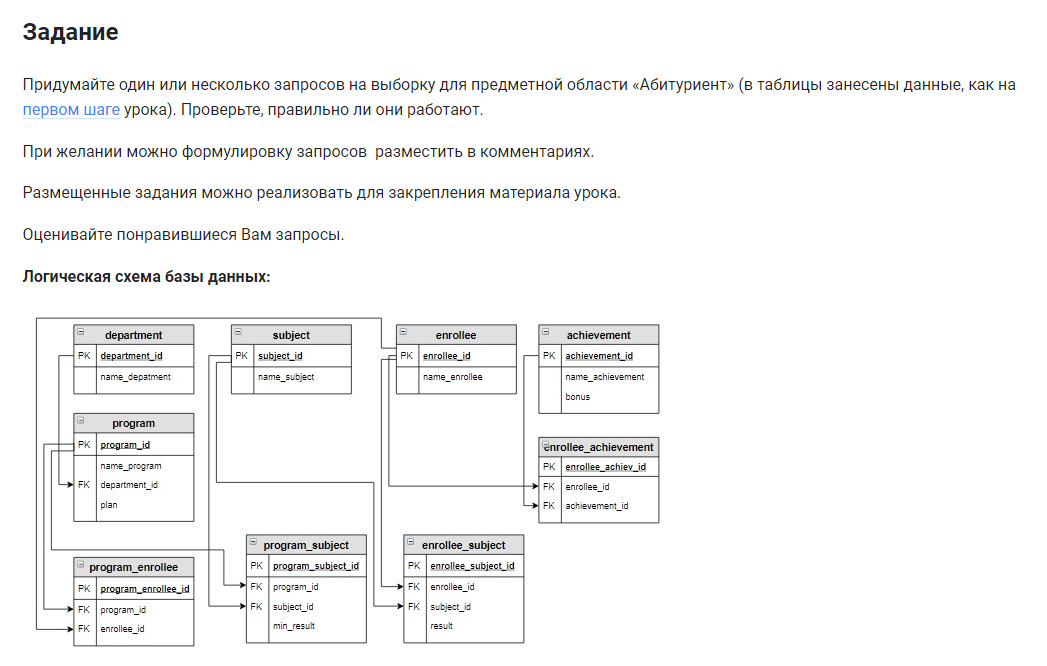 Задание
Придумайте один или несколько запросов на выборку для предметной области «Абитуриент» (в таблицы занесены данные, как на
первом шаге урока). Проверьте, правильно ли они работают.
При желании можно формулировку запросов  разместить в комментариях.
Размещенные задания можно реализовать для закрепления материала урока.
Оценивайте понравившиеся Вам запросы.
Логическая схема базы данных:
department
PK department_id
name_depatment
subject
PK subject_id
name_subject
enrollee
PK enrollee_id
name_enrollee
achievement
PK achievement_id
name_achievement
bonus
program
PK program_id
name_program
FK department_id
plan
enrollee_achievement
PK enrollee_achiev_id
FK enrollee_id
FK achievement_id
program_enrollee
PK program_enrollee_id
FK program_id
FK enrollee_id
program_subject
PK program_subject_id
FK program_id
FK subject_id
min_result
enrollee_subject
PK enrollee_subject_id
FK enrollee_id
FK subject_id
result